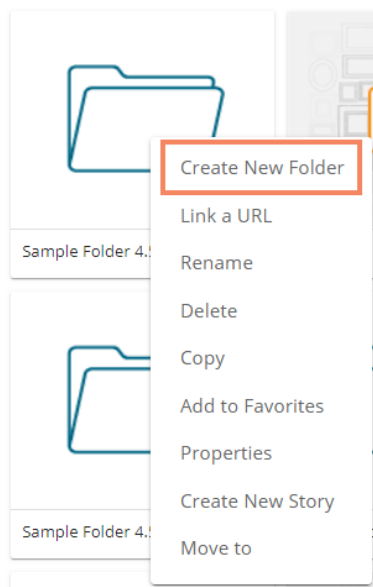 Create New Folder
Link a URL
Sample Folder 4.
Rename
Delete
Copy
Add to Favorites
Properties
Create New Story
Sample Folder 4.
Move to